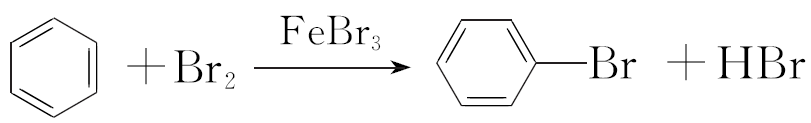 FeBr₃
+Br₂ ⟶ Br +HBr